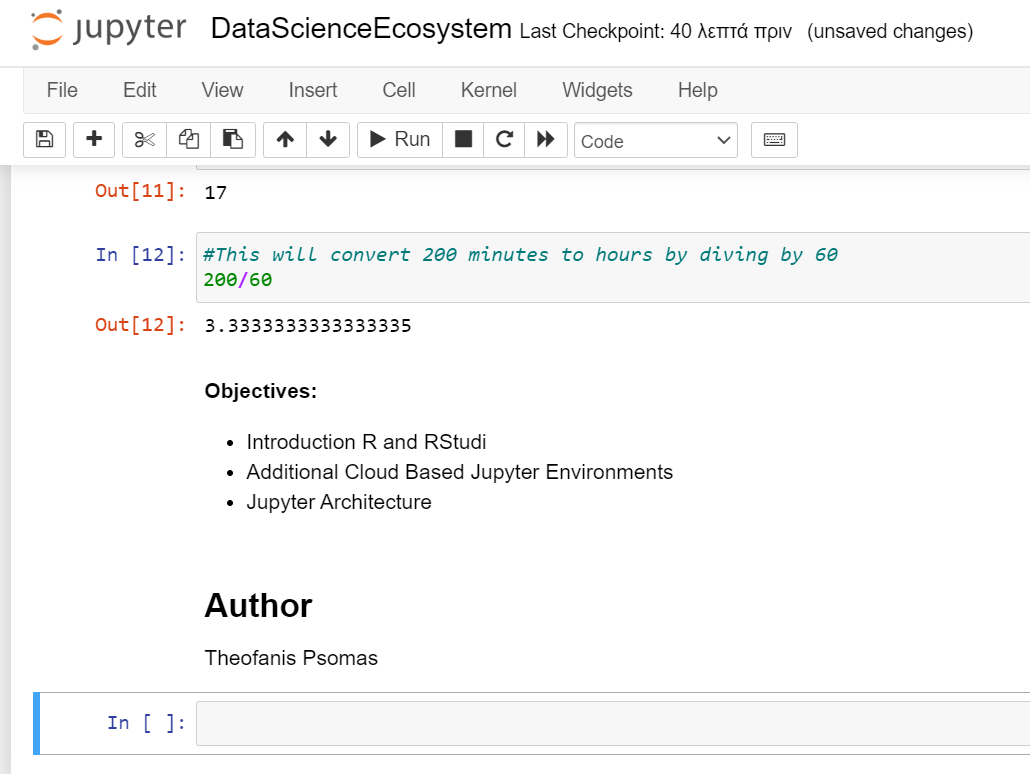 jupyter DataScienceEcosystem Last Checkpoint: 40 λεπτά πριν (unsaved changes)
File Edit View Insert Cell Kernel Widgets Help
Run Code
Out[11]: 17
In [12]: #This will convert 200 minutes to hours by diving by 60
200/60
Out[12]: 3.3333333333333335
Objectives:
• Introduction R and RStudi
• Additional Cloud Based Jupyter Environments
• Jupyter Architecture
Author
Theofanis Psomas
In [ ]: